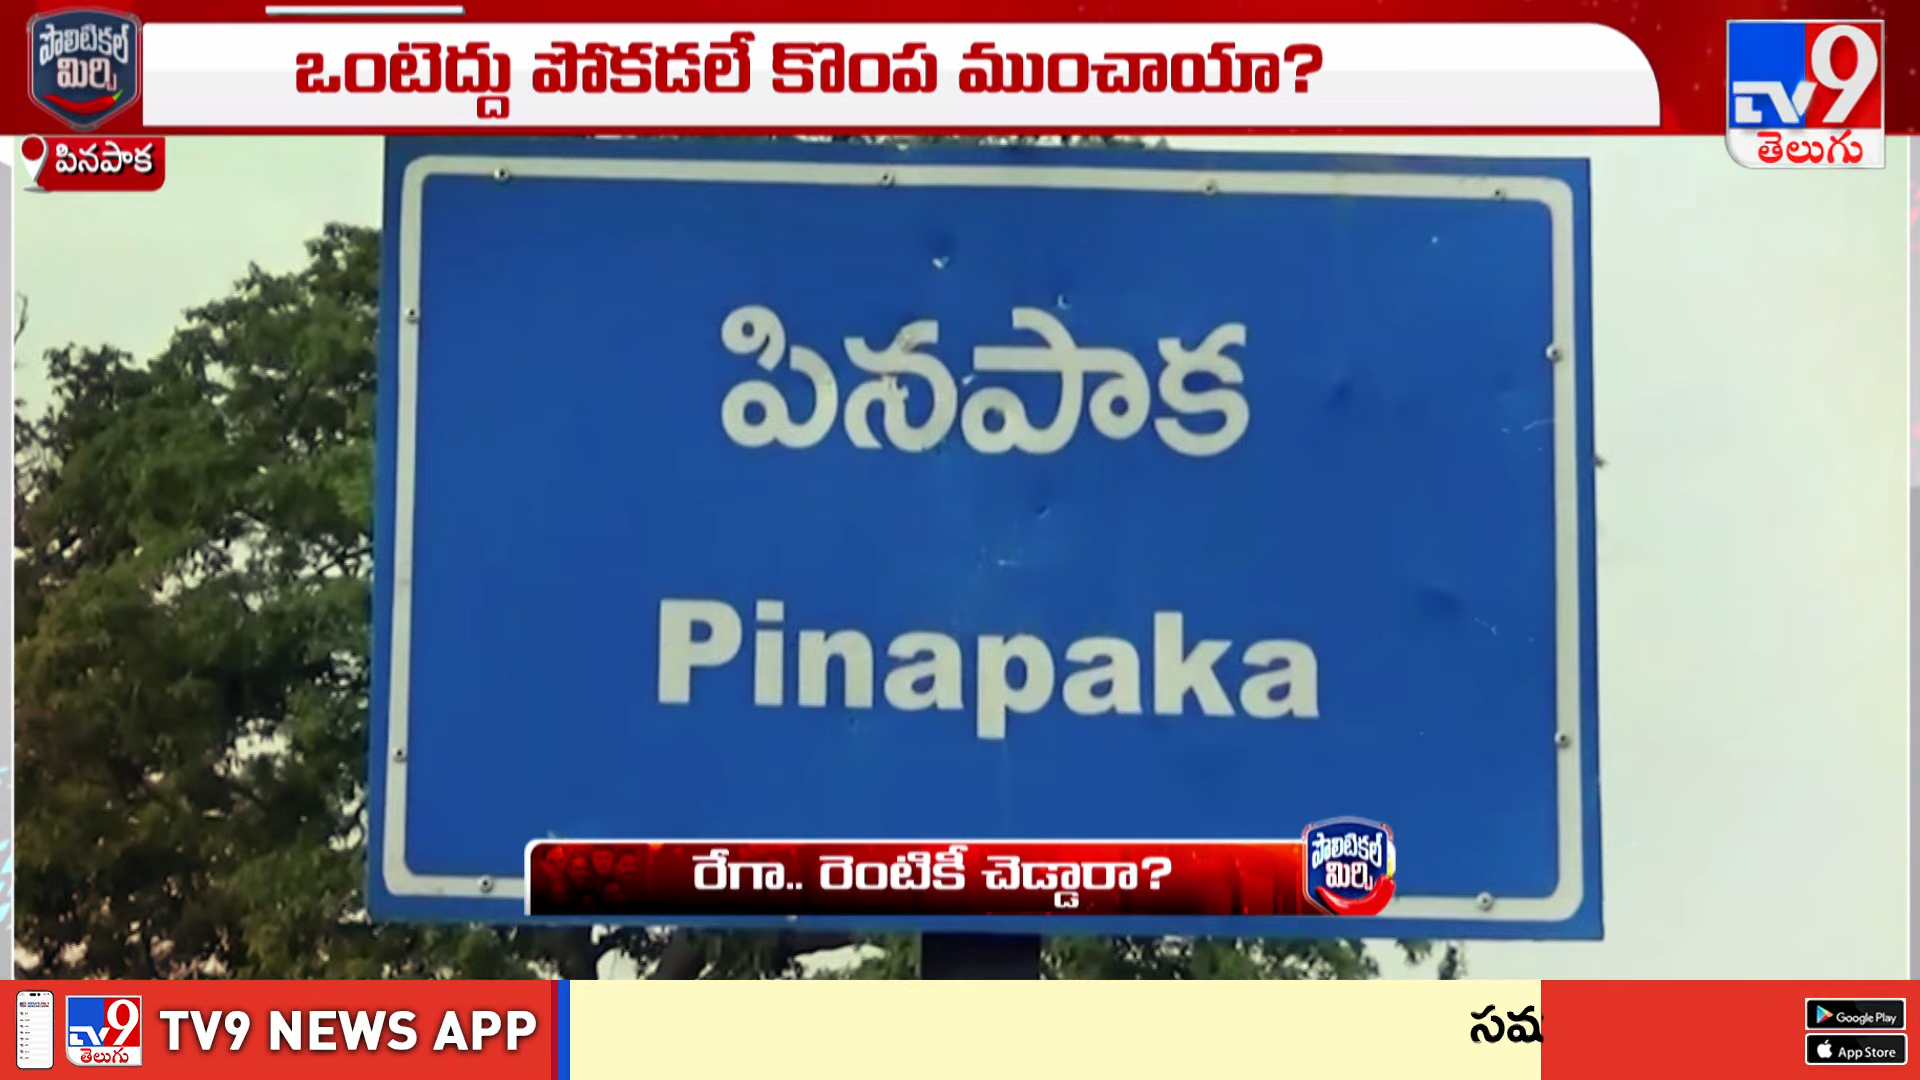 పొలిటికల్
మిర్చి
ఒంటెద్దు పోకడలే కొంప ముంచాయా?
TV9
తెలుగు
పినపాక
పినపాక
Pinapaka
రేగా.. రెంటికీ చెడ్డారా?
పొలిటికల్
మిర్చి
TV9
తెలుగు
TV9 NEWS APP
Google Play
App Store